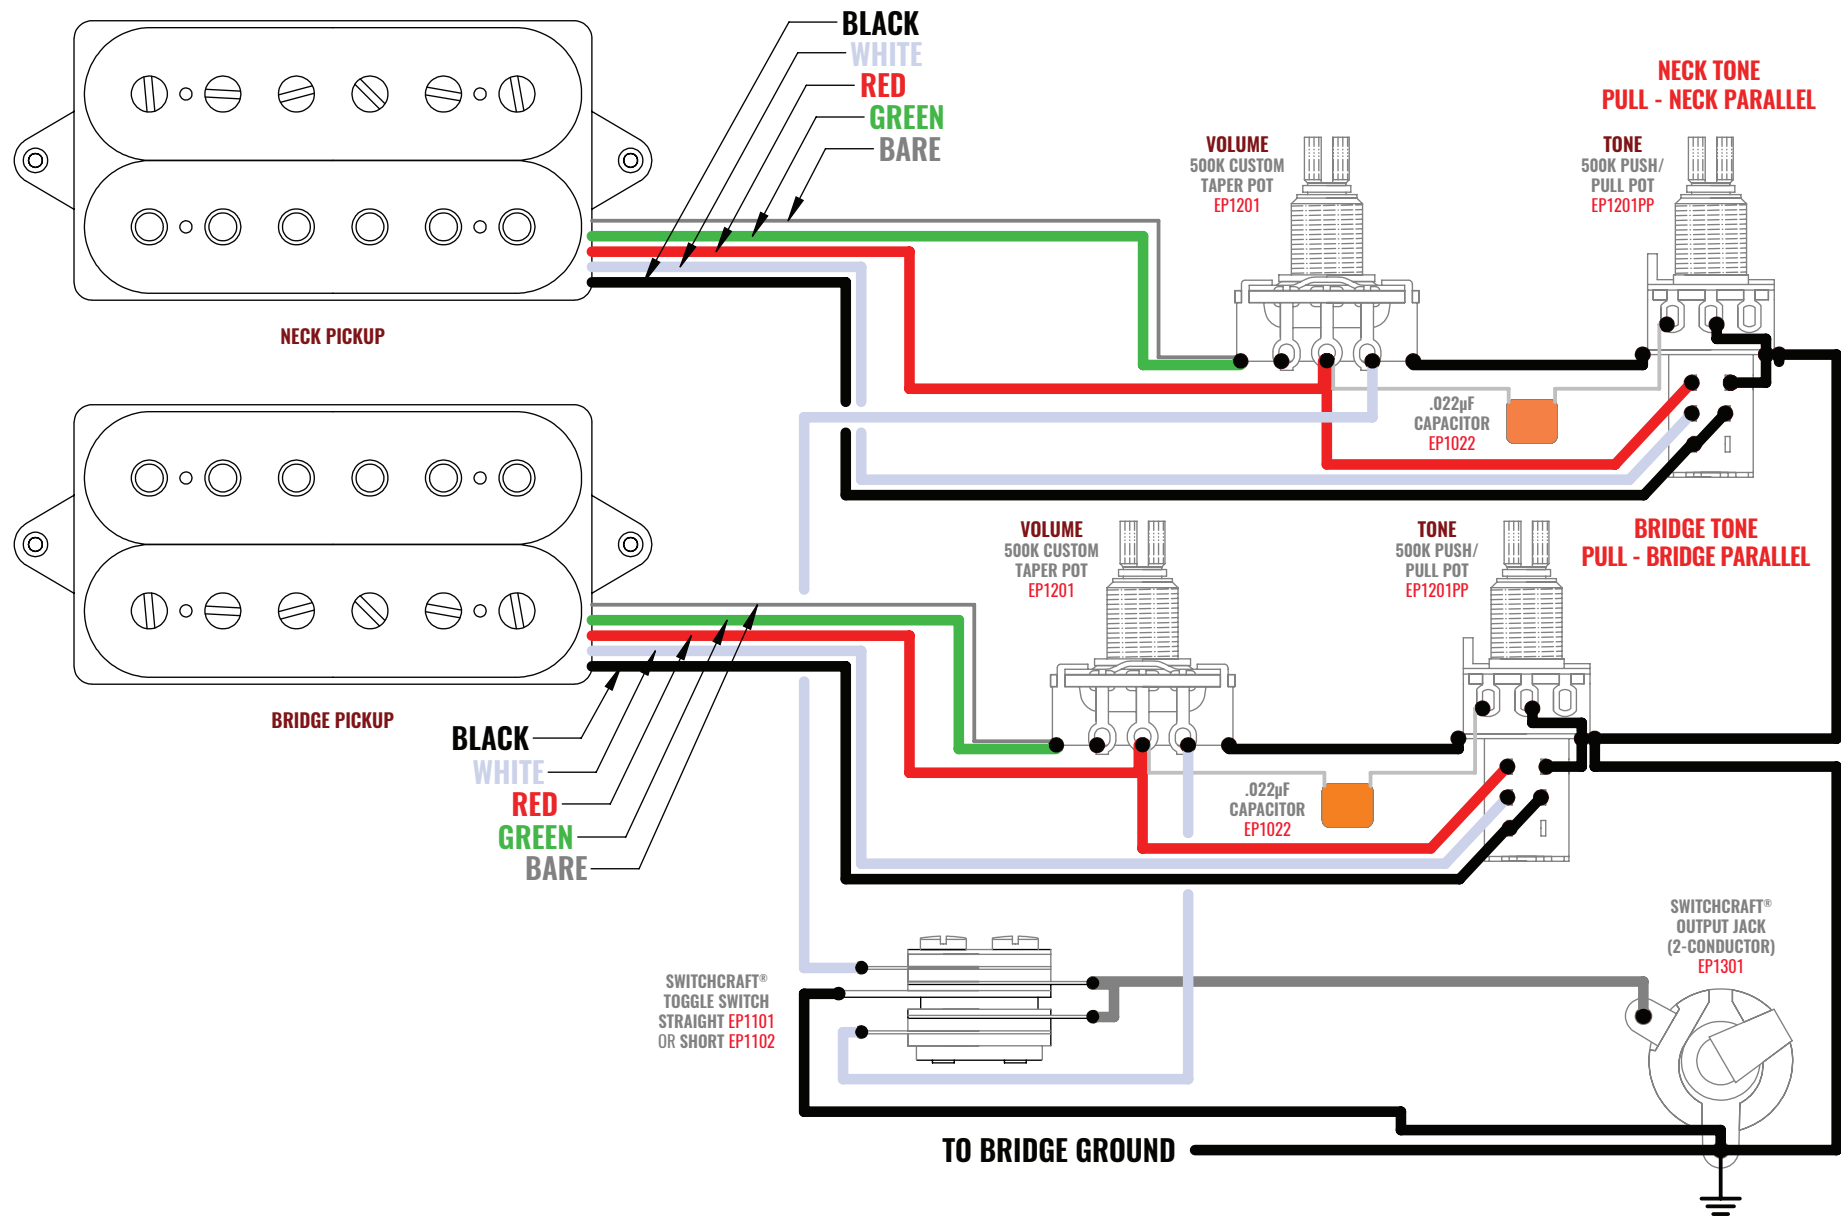 BLACK
WHITE
RED
GREEN
BARE
NECK TONE
PULL - NECK PARALLEL
VOLUME
500K CUSTOM
TAPER POT
EP1201
TONE
500K PUSH/
PULL POT
EP1201PP
NECK PICKUP
.022µF
CAPACITOR
EP1022
BRIDGE TONE
PULL - BRIDGE PARALLEL
VOLUME
500K CUSTOM
TAPER POT
EP1201
TONE
500K PUSH/
PULL POT
EP1201PP
BRIDGE PICKUP
BLACK
WHITE
RED
GREEN
BARE
.022µF
CAPACITOR
EP1022
SWITCHCRAFT®
OUTPUT JACK
(2-CONDUCTOR)
EP1301
SWITCHCRAFT®
TOGGLE SWITCH
STRAIGHT EP1101
OR SHORT EP1102
TO BRIDGE GROUND